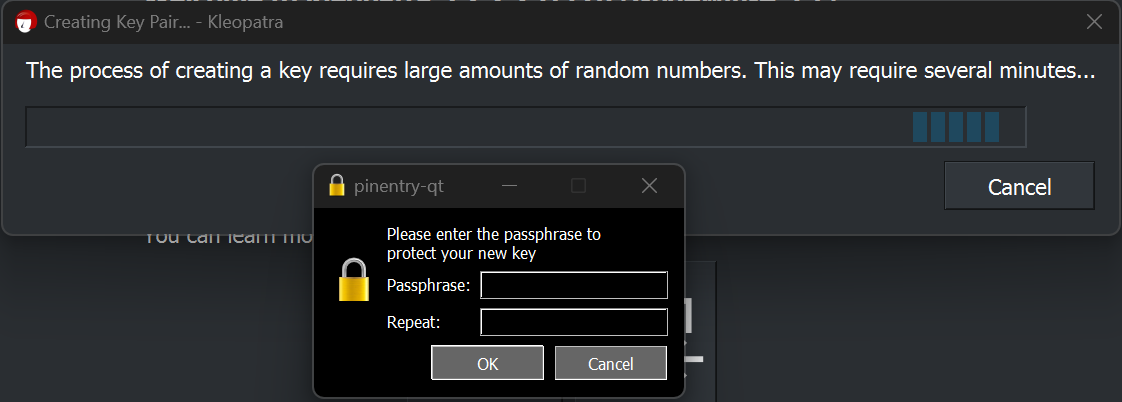 Creating Key Pair... - Kleopatra
The process of creating a key requires large amounts of random numbers. This may require several minutes...
Cancel
pinentry-qt
You can learn mo
Please enter the passphrase to
protect your new key
Passphrase:
Repeat:
OK
Cancel